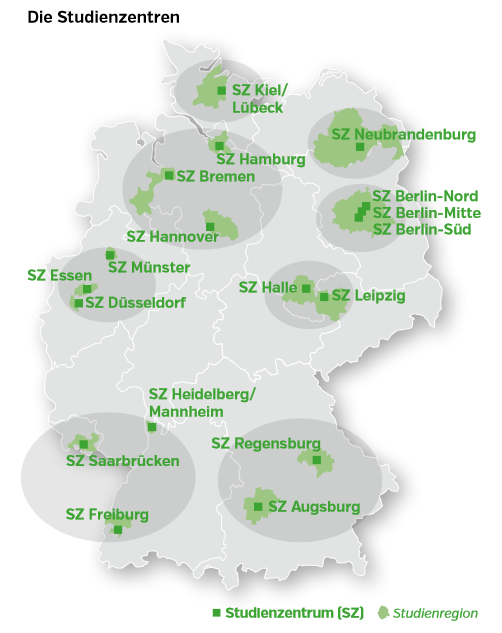 Die Studienzentren
SZ Kiel/
Lübeck
SZ Neubrandenburg
SZ Hamburg
SZ Bremen
SZ Berlin-Nord
SZ Berlin-Mitte
SZ Berlin-Süd
SZ Hannover
SZ Münster
SZ Essen
SZ Düsseldorf
SZ Halle
SZ Leipzig
SZ Heidelberg/
Mannheim
SZ Regensburg
SZ Saarbrücken
SZ Augsburg
SZ Freiburg
Studienzentrum (SZ) Studienregion